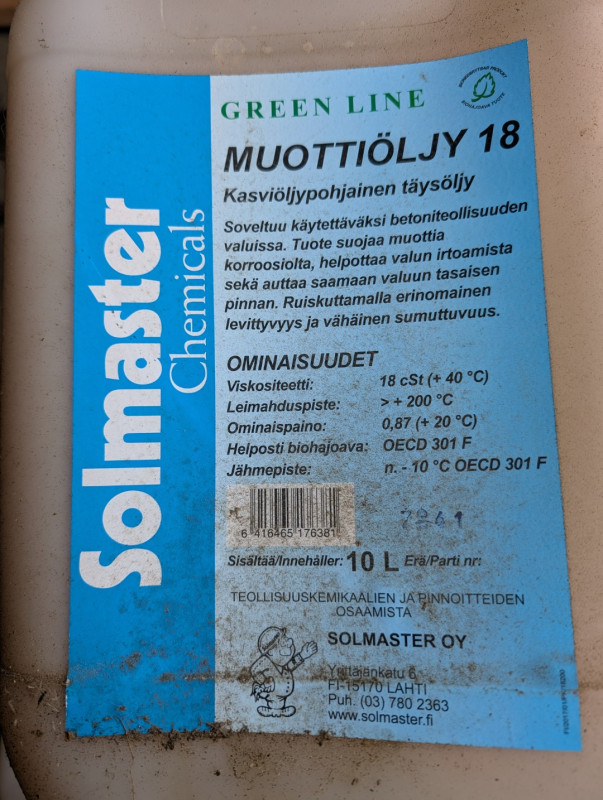 Solmaster
Chemicals
GREEN LINE
MUOTTIÖLJY 18
Kasviöljypohjainen täysöljy
Soveltuu käytettäväksi betoniteollisuuden
valuissa. Tuote suojaa muottia
korroosiolta, helpottaa valun irtoamista
sekä auttaa saamaan valuun tasaisen
pinnan. Ruiskuttamalla erinomainen
levittyvyys ja vähäinen sumuttuvuus.
OMINAISUUDET
Viskositeetti: 18 cSt (+ 40 °C)
Leimahduspiste: > + 200 °C
Ominaispaino: 0,87 (+ 20 °C)
Helposti biohajoava: OECD 301 F
Jähmepiste: n. - 10 °C OECD 301 F
6 416465 176381
Sisältää/Innehåller: 10 L Erä/Parti nr:
TEOLLISUUSKEMIKAALIEN JA PINNOITTEIDEN
OSAAMISTA
SOLMASTER OY
Yrittäjänkatu 6
FI-15170 LAHTI
Puh. (03) 780 2363
www.solmaster.fi